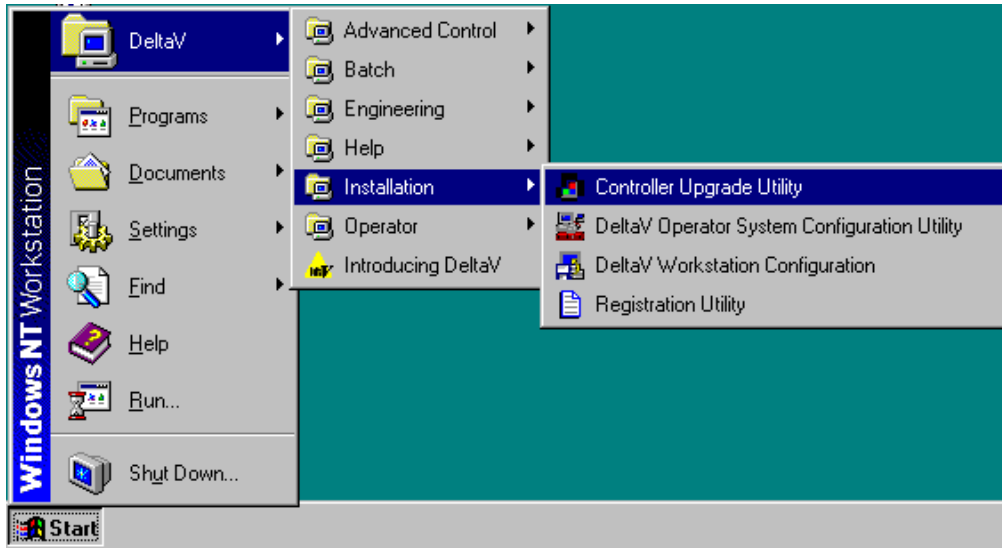 DeltaV
Programs
Documents
Settings
Find
Help
Run...
Shut Down...
Windows NT Workstation
Start
Advanced Control
Batch
Engineering
Help
Installation
Operator
Introducing DeltaV
Controller Upgrade Utility
DeltaV Operator System Configuration Utility
DeltaV Workstation Configuration
Registration Utility